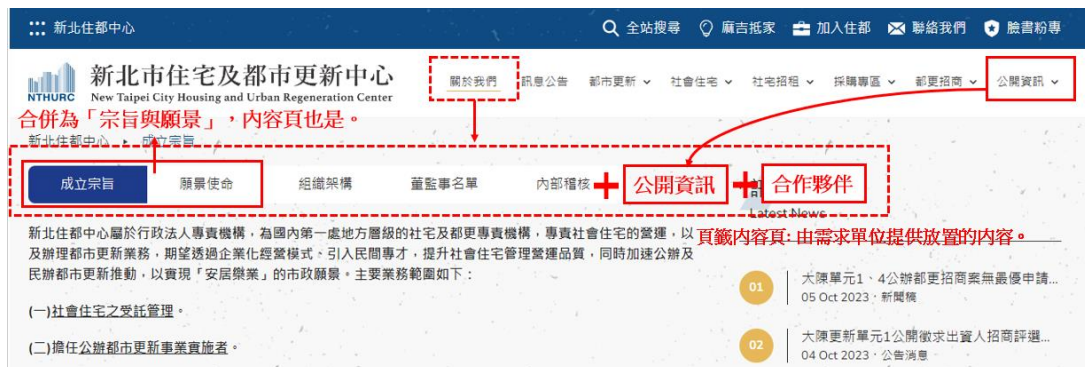 新北住都中心 全站搜尋 麻吉抵家 加入住都 聯絡我們 臉書粉專
新北市住宅及都市更新中心
NTHURC New Taipei City Housing and Urban Regeneration Center
關於我們 訊息公告 都市更新 社會住宅 社宅招租 採購專區 都更招商 公開資訊
合併為「宗旨與願景」，內容頁也是。
新北住都中心 ▸ 成立宗旨
成立宗旨 願景使命 組織架構 董監事名單 內部稽核 + 公開資訊 + 合作夥伴
Latest News
頁籤內容頁: 由需求單位提供放置的內容。
新北住都中心屬於行政法人專責機構，為國內第一處地方層級的社宅及都更專責機構，專責社會住宅的營運，以
及辦理都市更新業務，期望透過企業化經營模式、引入民間專才，提升社會住宅管理營運品質，同時加速公辦及
民辦都市更新推動，以實現「安居樂業」的市政願景。主要業務範圍如下：
(一)社會住宅之受託管理。
(二)擔任公辦都市更新事業實施者。
01 大陳單元1、4公辦都更招商案無最優申請...
05 Oct 2023 · 新聞稿
02 大陳更新單元1公開徵求出資人招商評選...
04 Oct 2023 · 公告消息